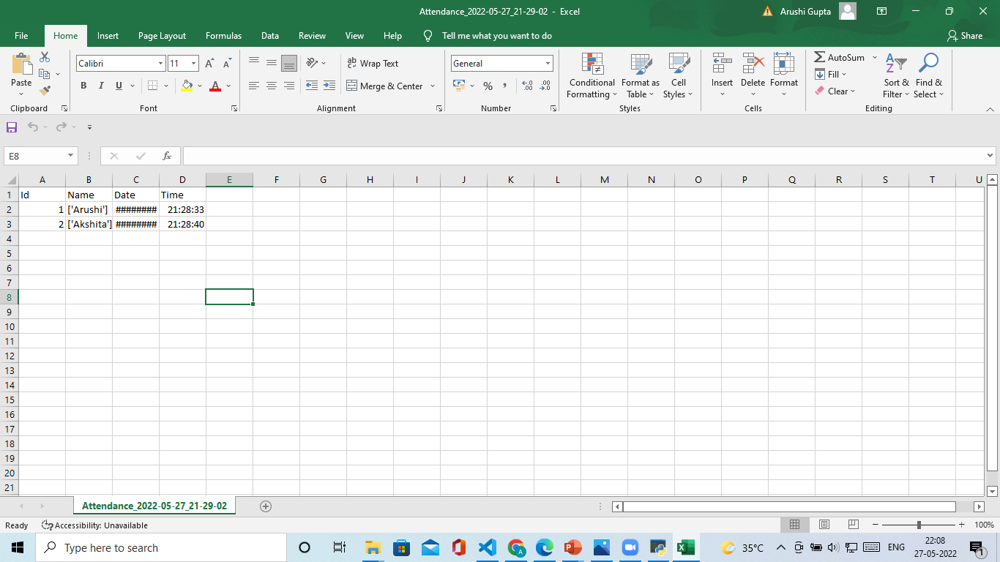 Attendance_2022-05-27_21-29-02 - Excel
Arushi Gupta
File Home Insert Page Layout Formulas Data Review View Help Tell me what you want to do Share
Paste
Clipboard
Calibri 11
B I U
Font
Wrap Text
Merge & Center
Alignment
General
% ,
Number
Conditional Formatting
Format as Table
Cell Styles
Styles
Insert Delete Format
Cells
AutoSum
Fill
Clear
Sort & Filter
Find & Select
Editing
E8 fx
A B C D E F G H I J K L M N O P Q R S T U
1 Id Name Date Time
2 1 ['Arushi'] ######## 21:28:33
3 2 ['Akshita'] ######## 21:28:40
4
5
6
7
8
9
10
11
12
13
14
15
16
17
18
19
20
21
Attendance_2022-05-27_21-29-02
Ready Accessibility: Unavailable 100%
Type here to search
35°C
ENG
22:08
27-05-2022
1